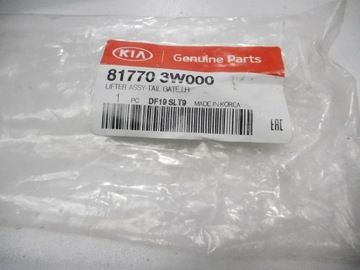 KIA Genuine Parts
81770 3W000
LIFTER ASSY-TAIL GATE,LH
1 PC DF19 SLT9 MADE IN KOREA
EAC